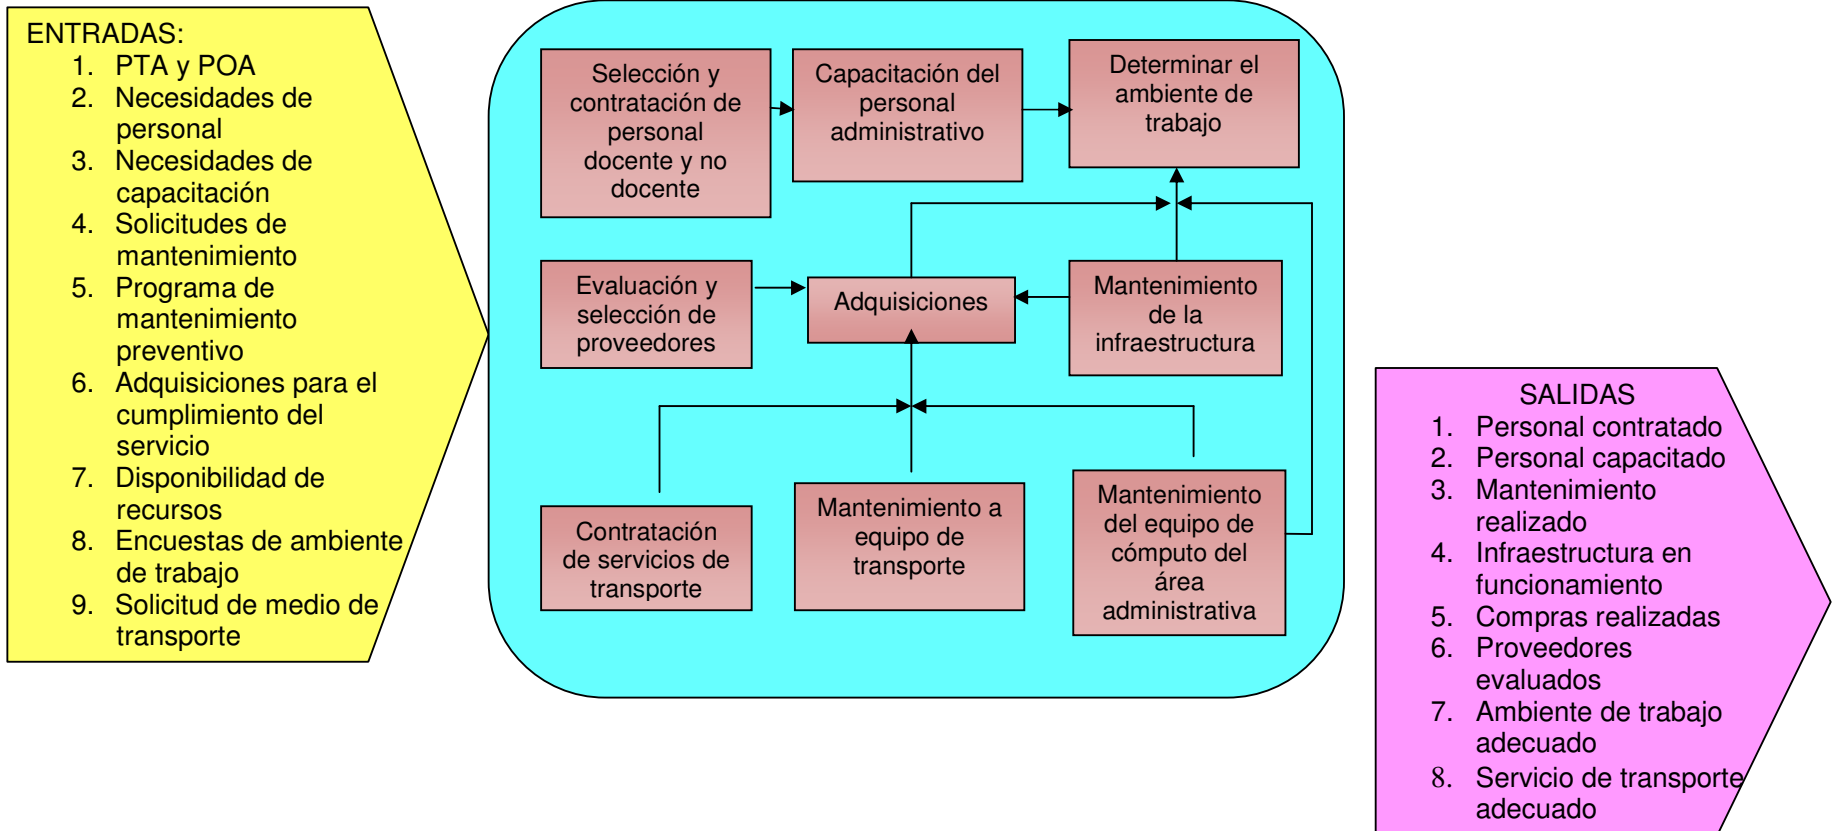 ENTRADAS:
1. PTA y POA
2. Necesidades de
personal
3. Necesidades de
capacitación
4. Solicitudes de
mantenimiento
5. Programa de
mantenimiento
preventivo
6. Adquisiciones para el
cumplimiento del
servicio
7. Disponibilidad de
recursos
8. Encuestas de ambiente
de trabajo
9. Solicitud de medio de
transporte
Selección y
contratación de
personal
docente y no
docente
Capacitación del
personal
administrativo
Determinar el
ambiente de
trabajo
Evaluación y
selección de
proveedores
Adquisiciones
Mantenimiento
de la
infraestructura
Contratación
de servicios de
transporte
Mantenimiento a
equipo de
transporte
Mantenimiento
del equipo de
cómputo del
área
administrativa
SALIDAS
1. Personal contratado
2. Personal capacitado
3. Mantenimiento
realizado
4. Infraestructura en
funcionamiento
5. Compras realizadas
6. Proveedores
evaluados
7. Ambiente de trabajo
adecuado
8. Servicio de transporte
adecuado